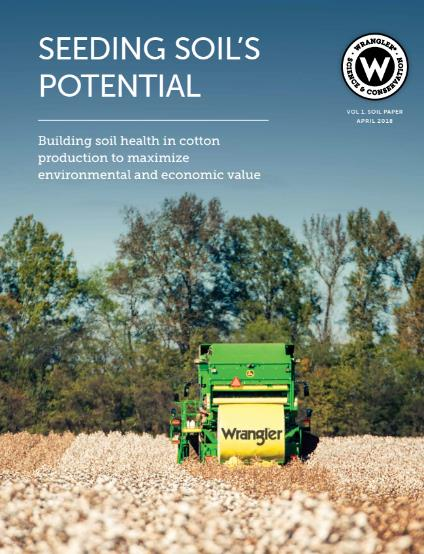 SEEDING SOIL'S
POTENTIAL
WRANGLER®
W
SCIENCE & CONSERVATION
VOL 1. SOIL PAPER
APRIL 2018
Building soil health in cotton
production to maximize
environmental and economic value
Wrangler